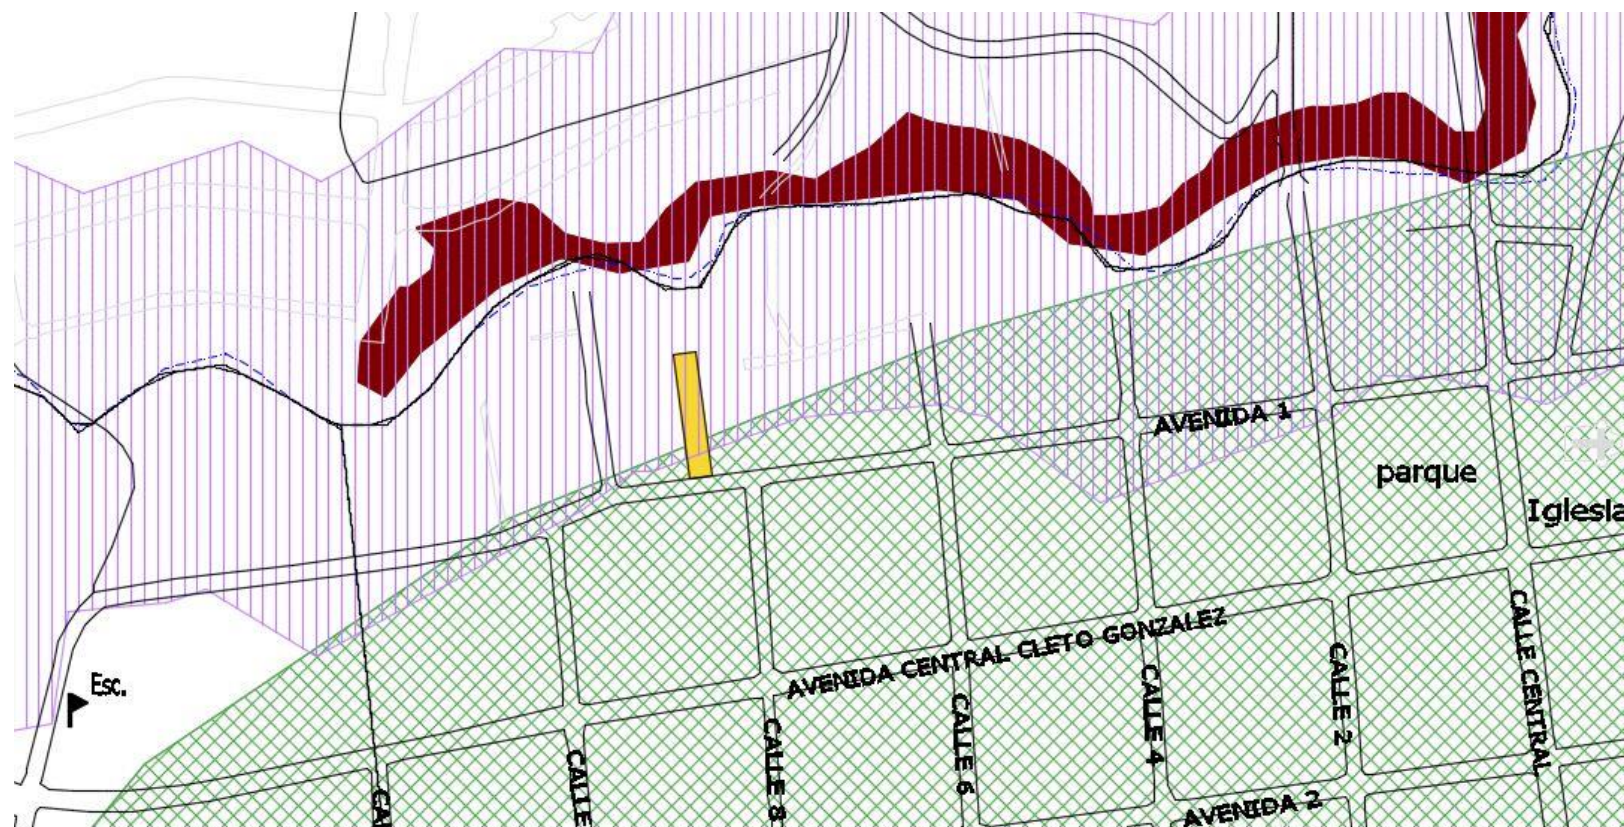 AVENIDA 1
parque
Iglesia
CALLE CENTRAL
AVENIDA CENTRAL CLETO GONZALEZ
CALLE 2
CALLE 4
Esc.
CALLE 6
CALLE 8
CALLE
CAL
AVENIDA 2